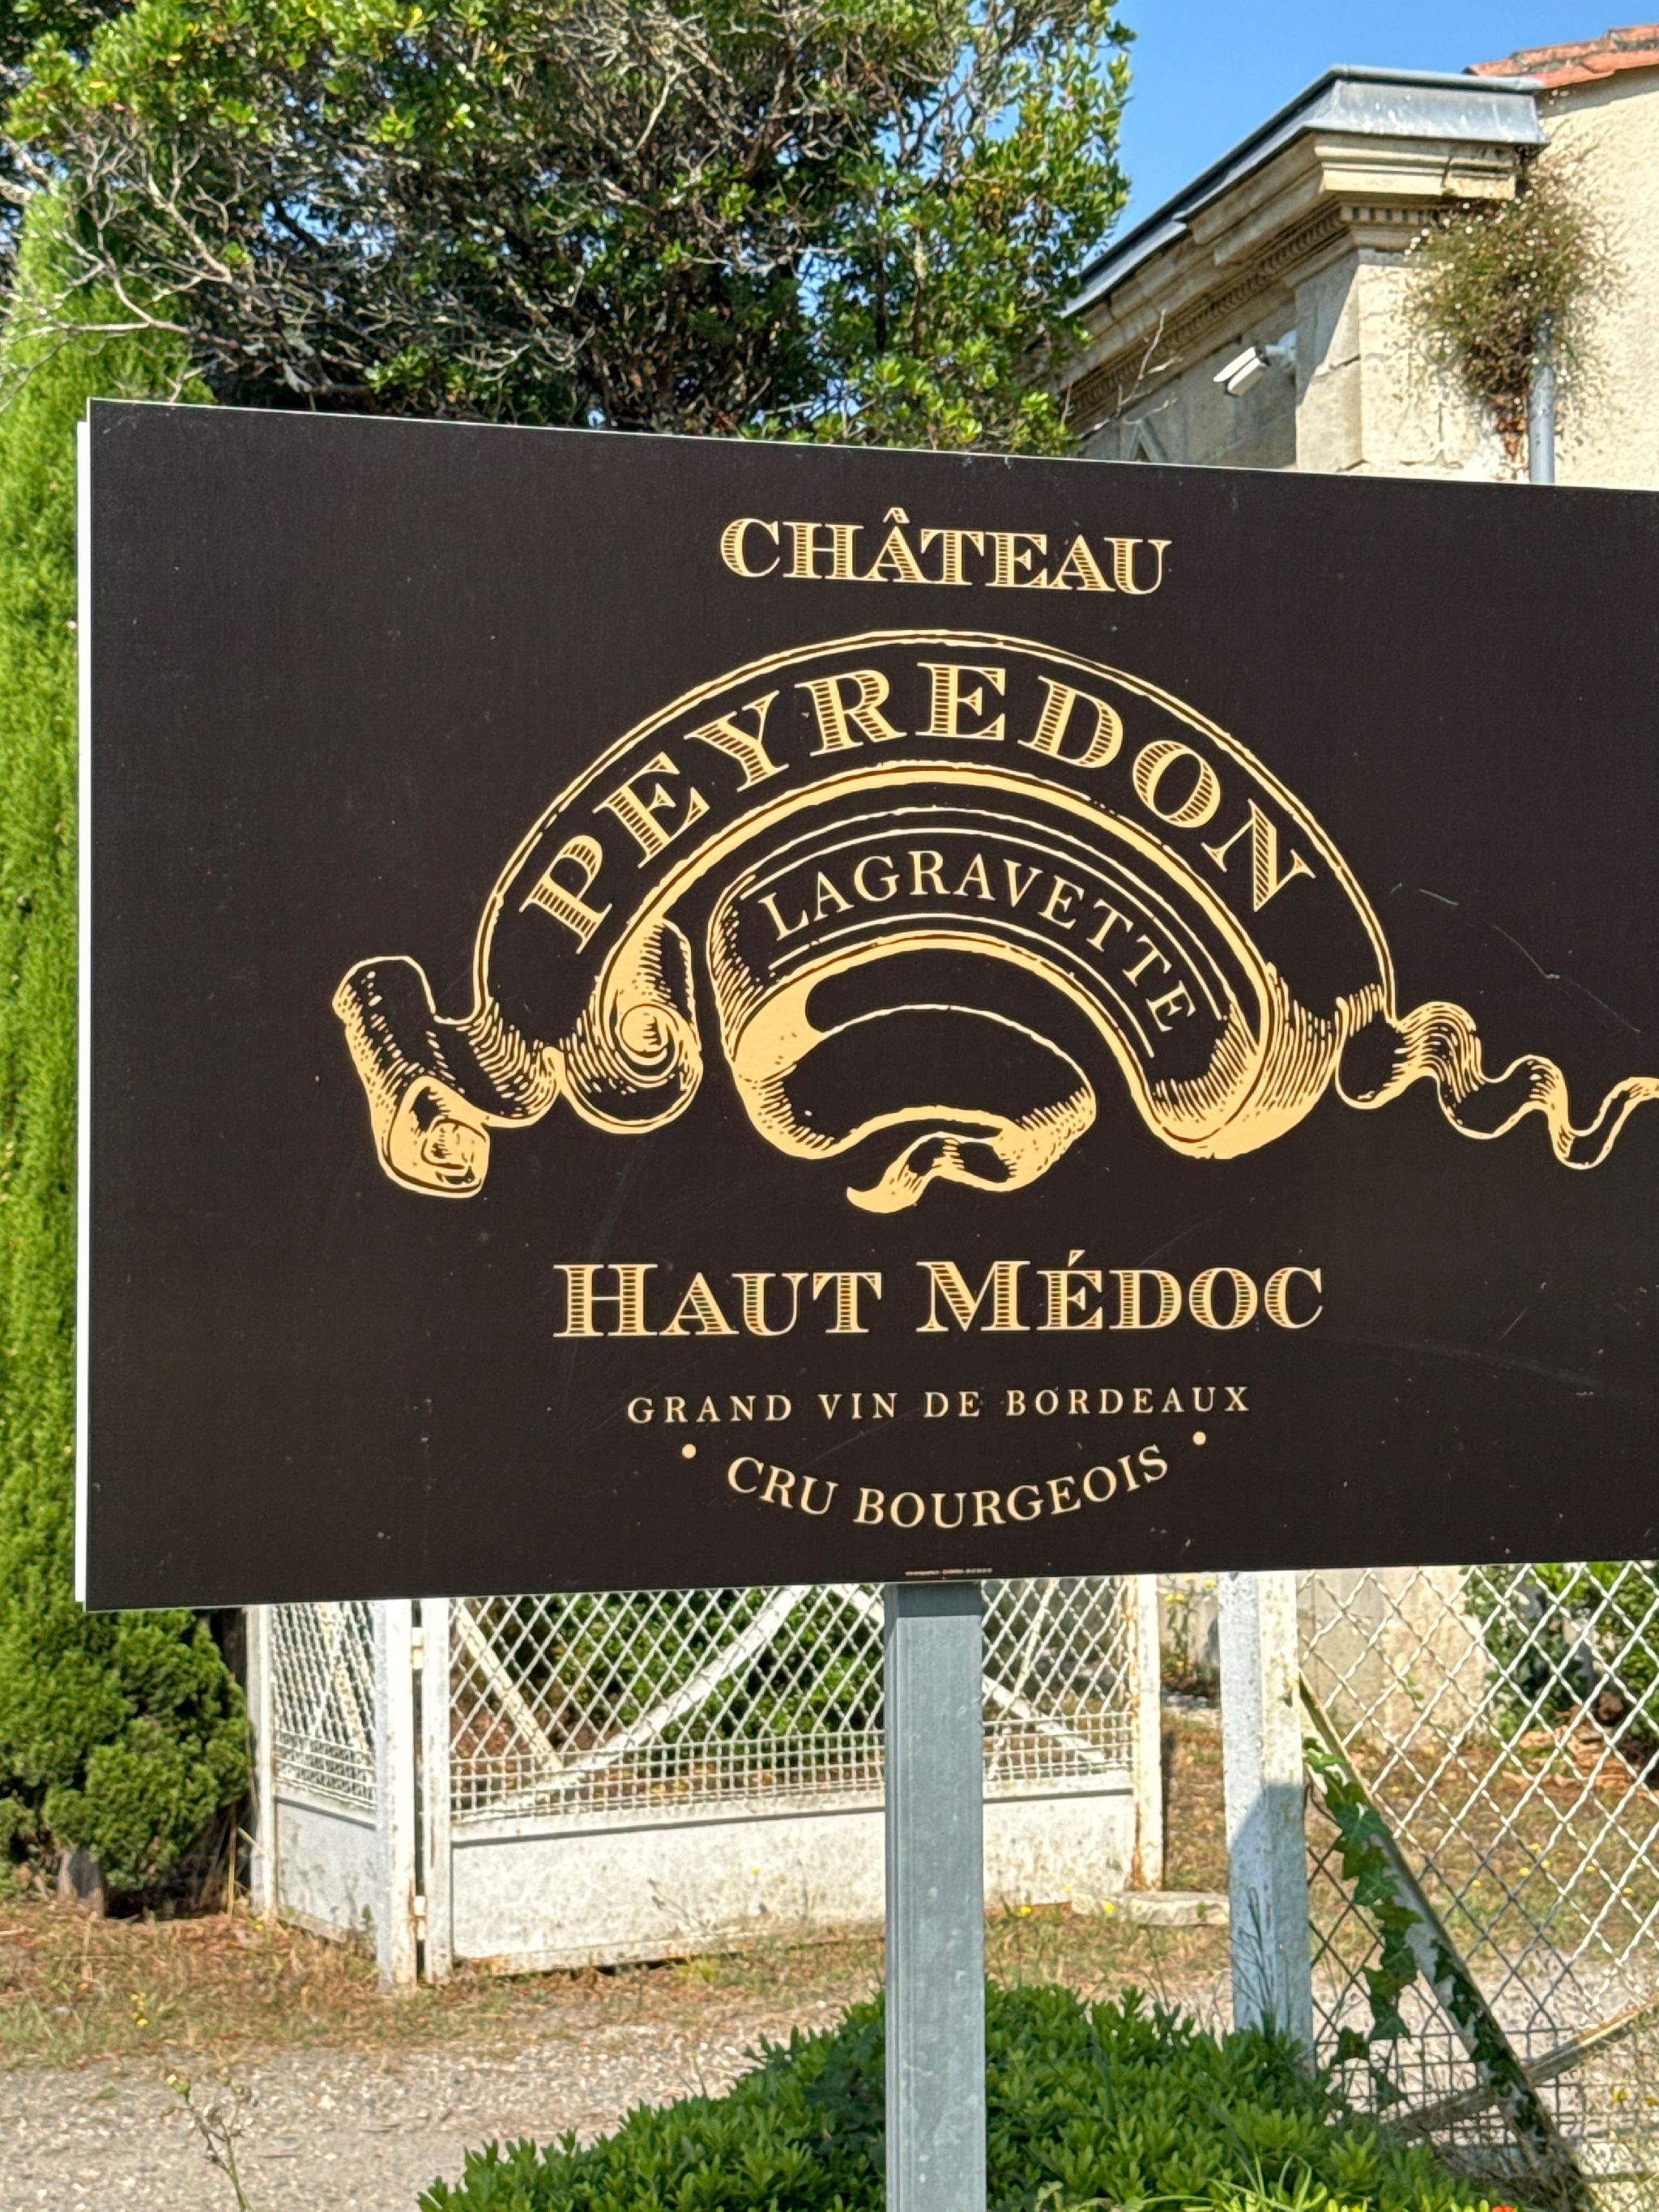 CHÂTEAU
PEYREDON
LAGRAVETTE
HAUT MÉDOC
GRAND VIN DE BORDEAUX
• CRU BOURGEOIS •